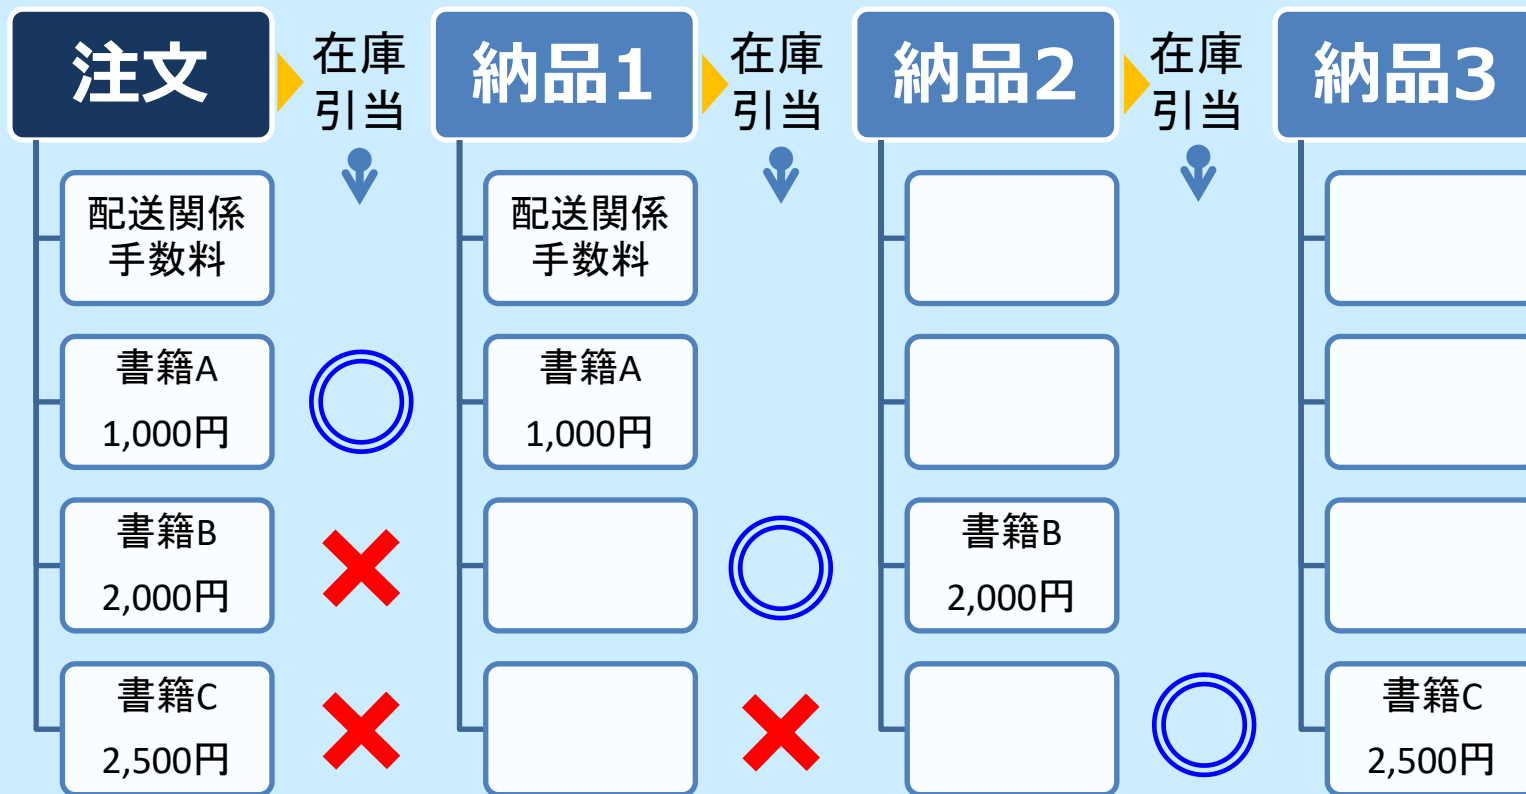 注文
在庫
引当
納品1
在庫
引当
納品2
在庫
引当
納品3
配送関係
手数料
配送関係
手数料
書籍A
1,000円
書籍A
1,000円
書籍B
2,000円
書籍B
2,000円
書籍C
2,500円
書籍C
2,500円